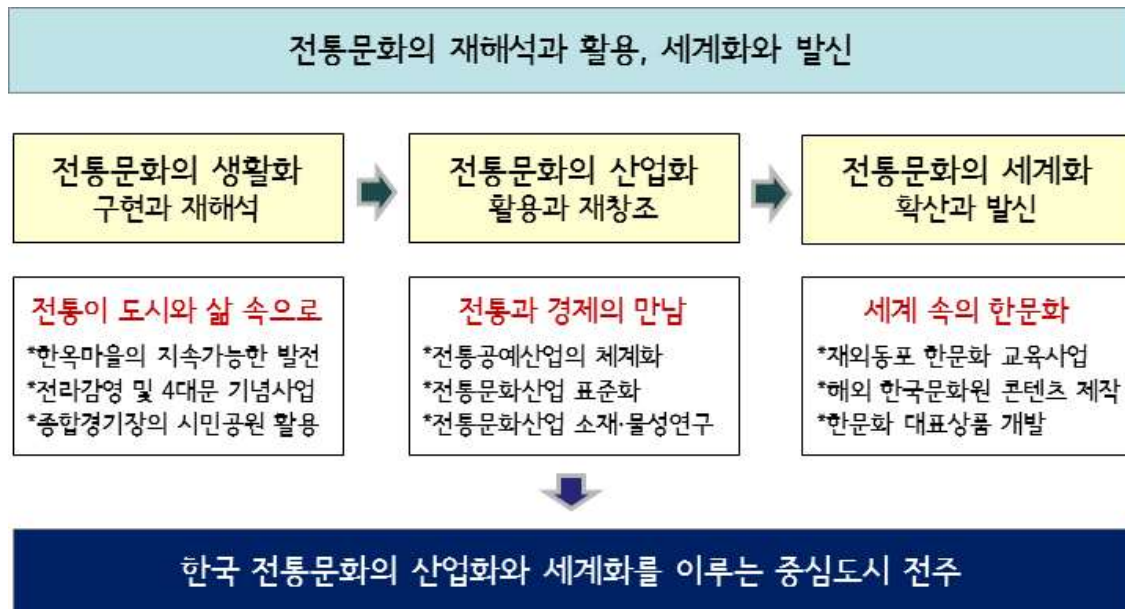 전통문화의 재해석과 활용, 세계화와 발신
전통문화의 생활화
구현과 재해석
전통문화의 산업화
활용과 재창조
전통문화의 세계화
확산과 발신
전통이 도시와 삶 속으로
*한옥마을의 지속가능한 발전
*전라감영 및 4대문 기념사업
*종합경기장의 시민공원 활용
전통과 경제의 만남
*전통공예산업의 체계화
*전통문화산업 표준화
*전통문화산업 소재·물성연구
세계 속의 한문화
*재외동포 한문화 교육사업
*해외 한국문화원 콘텐츠 제작
*한문화 대표상품 개발
한국 전통문화의 산업화와 세계화를 이루는 중심도시 전주